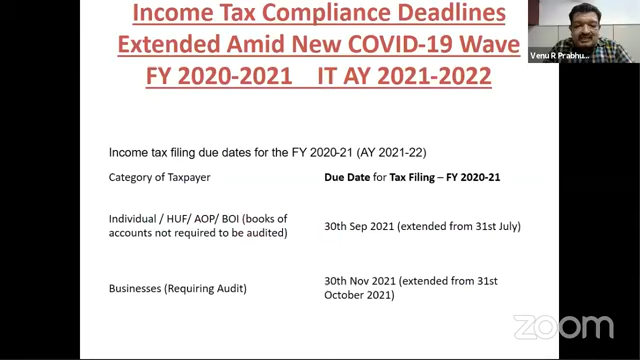 Income Tax Compliance Deadlines
Extended Amid New COVID-19 Wave
FY 2020-2021 IT AY 2021-2022
Venu R Prabhu...
Income tax filing due dates for the FY 2020-21 (AY 2021-22)
Category of Taxpayer
Due Date for Tax Filing – FY 2020-21
Individual / HUF/ AOP/ BOI (books of
accounts not required to be audited)
30th Sep 2021 (extended from 31st July)
Businesses (Requiring Audit)
30th Nov 2021 (extended from 31st
October 2021)
zoom